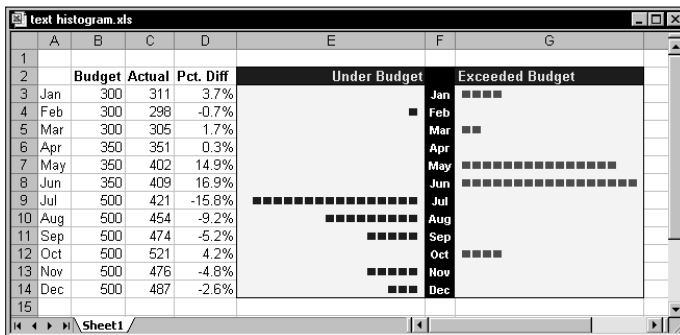 text histogram.xls
A B C D E F G
1
2 Budget Actual Pct. Diff Under Budget Exceeded Budget
3 Jan 300 311 3.7% Jan
4 Feb 300 298 -0.7% Feb
5 Mar 300 305 1.7% Mar
6 Apr 350 351 0.3% Apr
7 May 350 402 14.9% May
8 Jun 350 409 16.9% Jun
9 Jul 500 421 -15.8% Jul
10 Aug 500 454 -9.2% Aug
11 Sep 500 474 -5.2% Sep
12 Oct 500 521 4.2% Oct
13 Nov 500 476 -4.8% Nov
14 Dec 500 487 -2.6% Dec
15
Sheet1